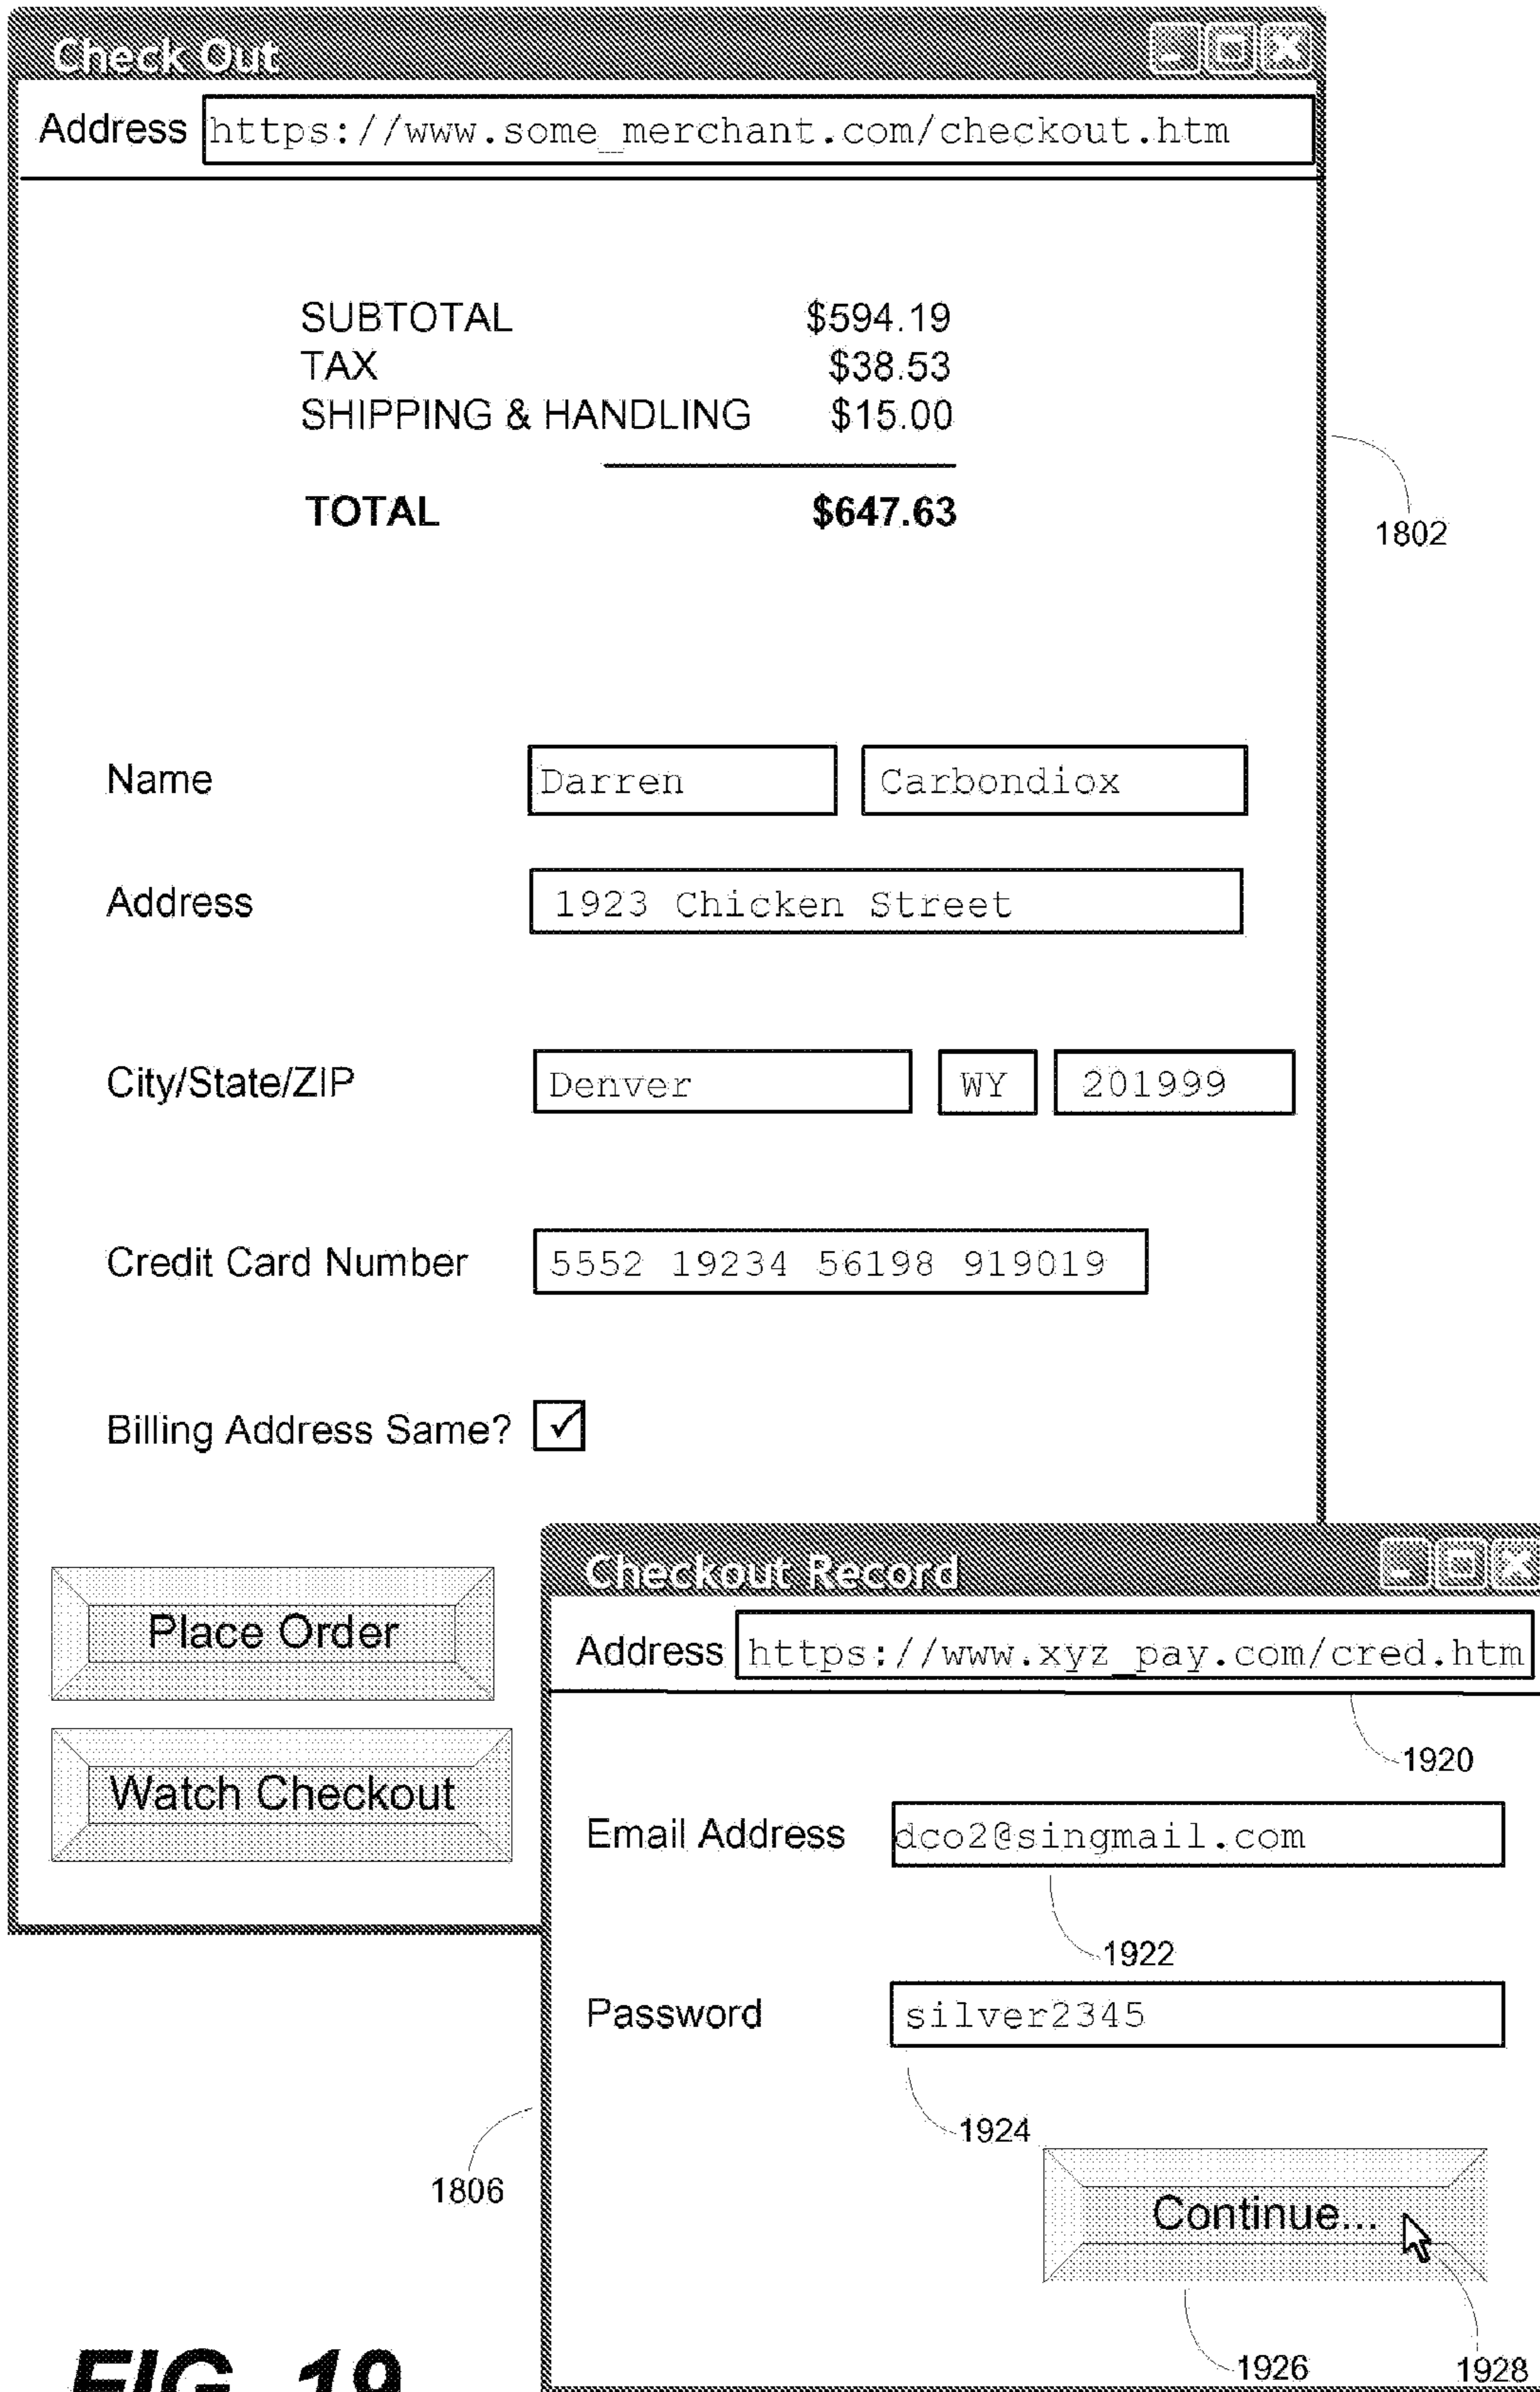 Check Out
Address https://www.some_merchant.com/checkout.htm
SUBTOTAL $594.19
TAX $38.53
SHIPPING & HANDLING $15.00
TOTAL $647.63
1802
Name Darren Carbondiox
Address 1923 Chicken Street
City/State/ZIP Denver WY 201999
Credit Card Number 5552 19234 56198 919019
Billing Address Same? ✓
Place Order
Watch Checkout
Checkout Record
Address https://www.xyz_pay.com/cred.htm
1920
Email Address dco2@singmail.com
1922
Password silver2345
1924
1806
Continue...
1926 1928
FIG. 19